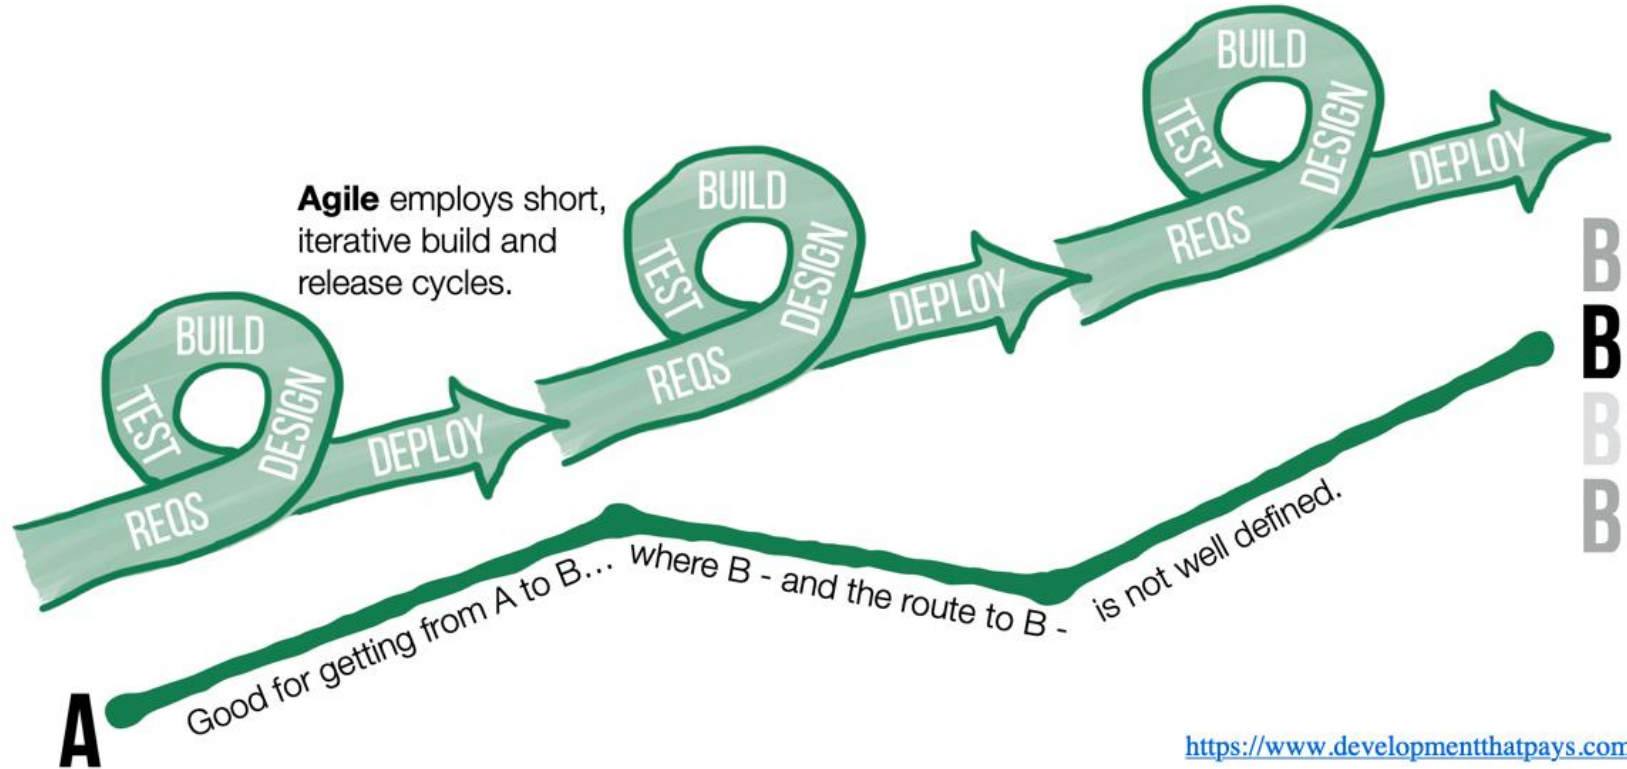 Agile employs short,
iterative build and
release cycles.
REQS
DESIGN
BUILD
TEST
DEPLOY
REQS
DESIGN
BUILD
TEST
DEPLOY
REQS
DESIGN
BUILD
TEST
DEPLOY
A
Good for getting from A to B... where B - and the route to B - is not well defined.
B
B
B
B
https://www.developmentthatpays.com